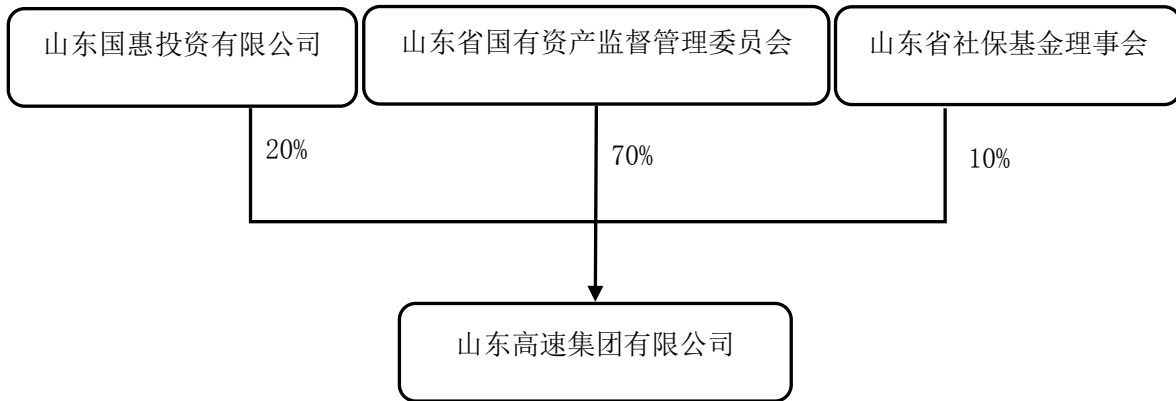 山东国惠投资有限公司
山东省国有资产监督管理委员会
山东省社保基金理事会
20%
70%
10%
山东高速集团有限公司